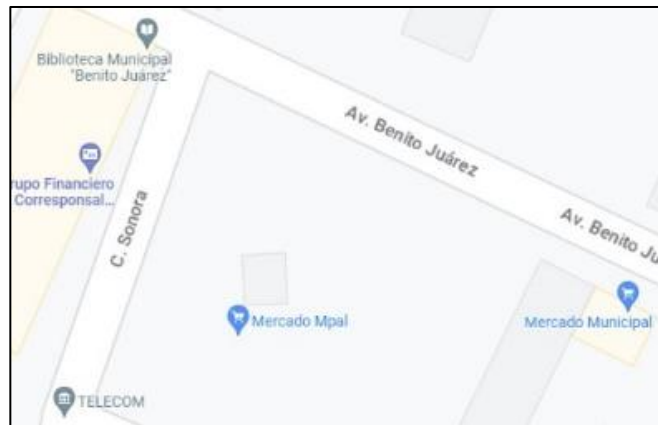 Biblioteca Municipal
"Benito Juárez"
Av. Benito Juárez
rupo Financiero
Corresponsal...
C. Sonora
Av. Benito Ju
Mercado Mpal
Mercado Municipal
TELECOM